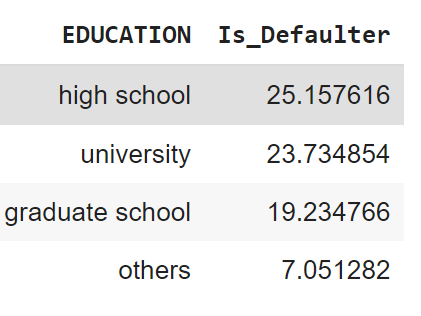 EDUCATION Is_Defaulter
high school 25.157616
university 23.734854
graduate school 19.234766
others 7.051282